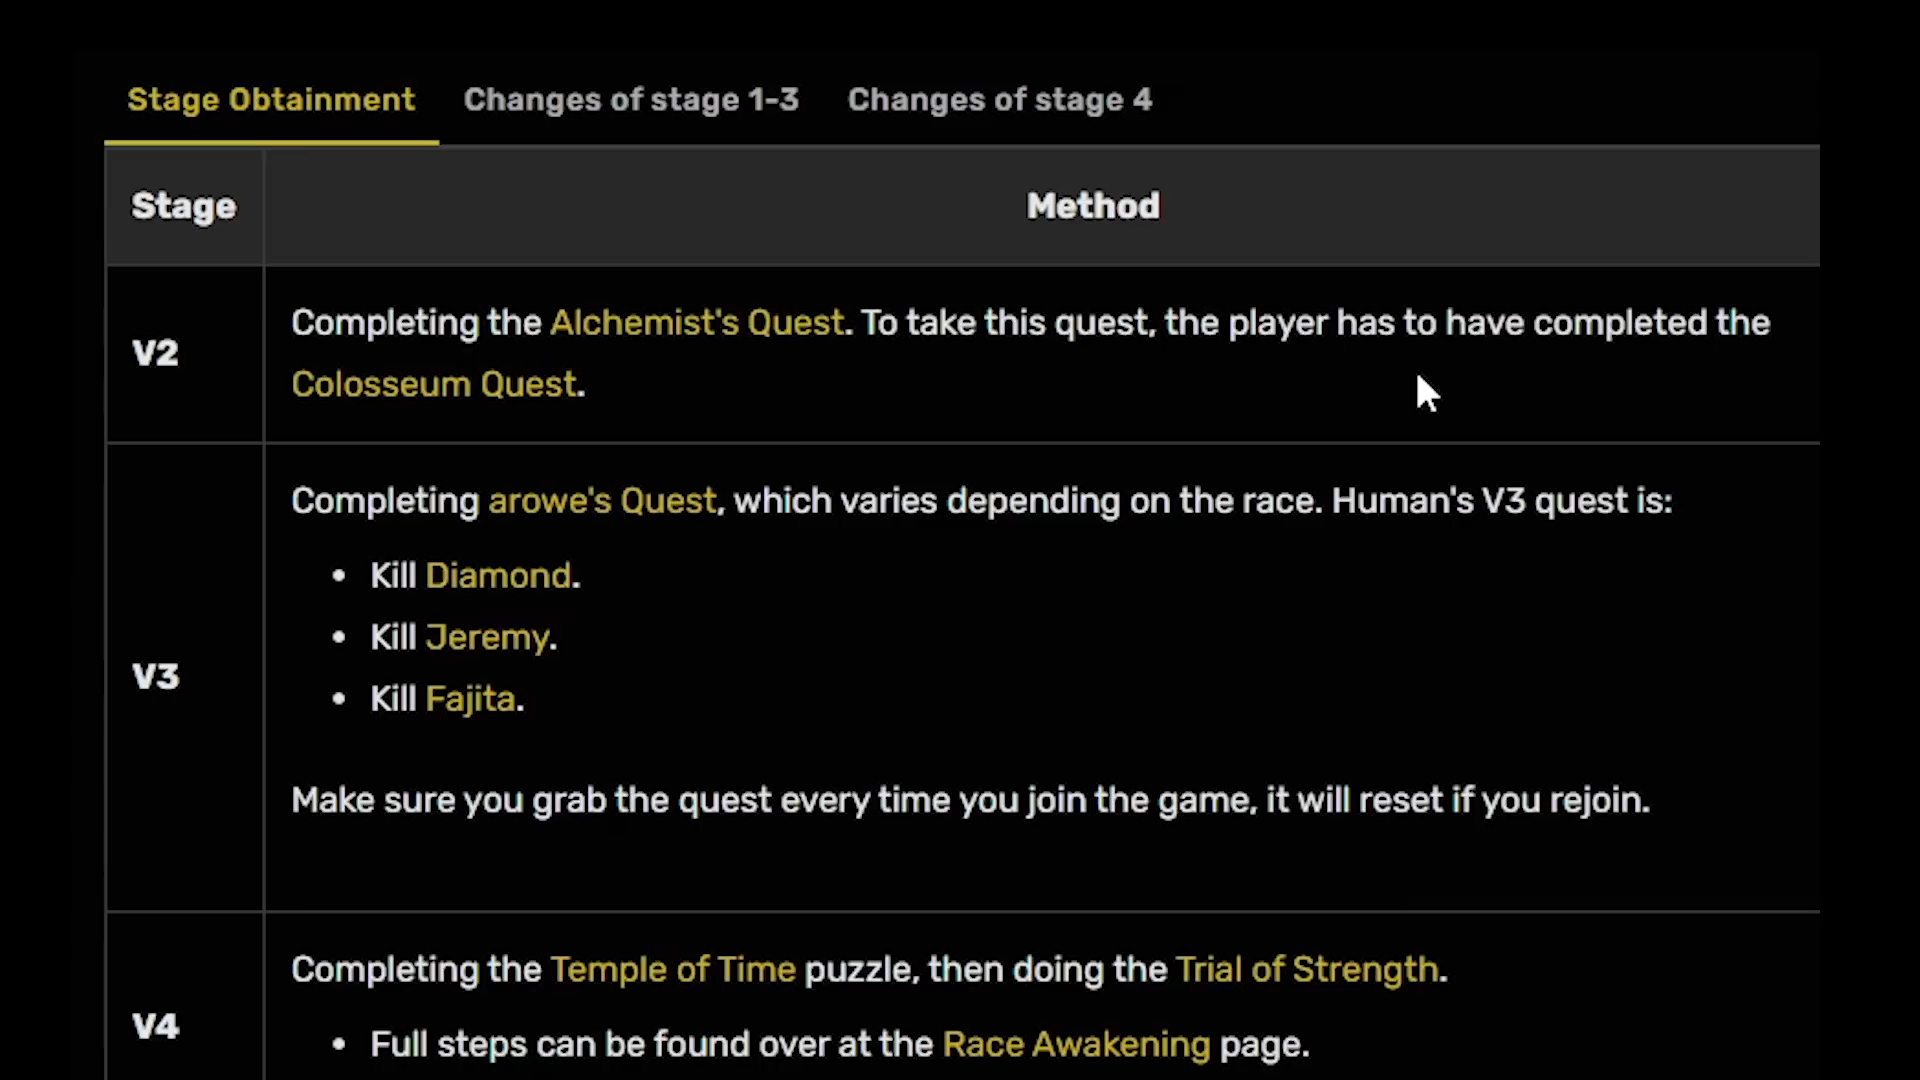 Stage Obtainment Changes of stage 1-3 Changes of stage 4
Stage Method
V2
Completing the Alchemist's Quest. To take this quest, the player has to have completed the
Colosseum Quest.
V3
Completing arowe's Quest, which varies depending on the race. Human's V3 quest is:
• Kill Diamond.
• Kill Jeremy.
• Kill Fajita.
Make sure you grab the quest every time you join the game, it will reset if you rejoin.
V4
Completing the Temple of Time puzzle, then doing the Trial of Strength.
• Full steps can be found over at the Race Awakening page.